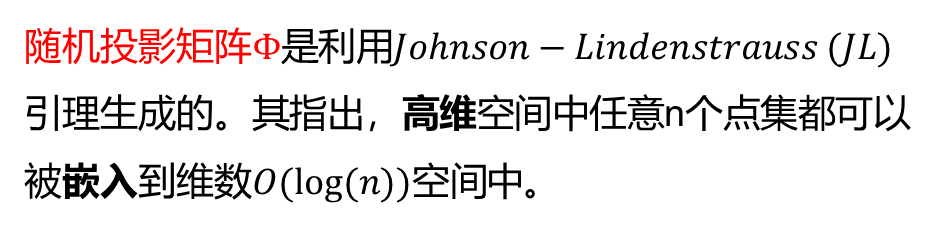 随机投影矩阵Φ是利用Johnson − Lindenstrauss (JL)
引理生成的。其指出，高维空间中任意n个点集都可以
被嵌入到维数O(log(n))空间中。